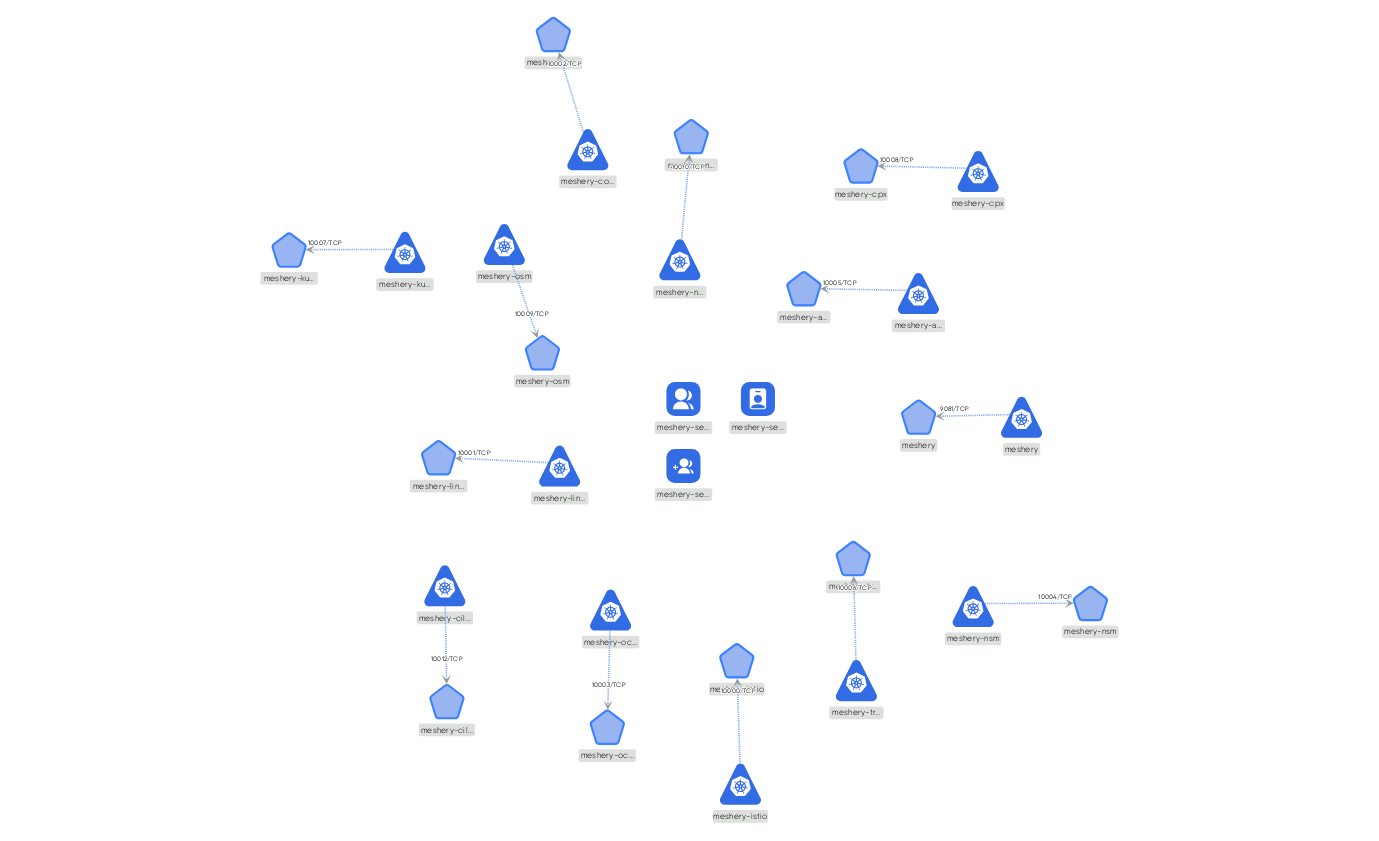 10002/TCP
meshery-co...
10010/TCP
meshery-n...
10008/TCP
meshery-cpx
meshery-cpx
10007/TCP
meshery-ku...
meshery-ku...
meshery-osm
10009/TCP
meshery-osm
10005/TCP
meshery-a...
meshery-a...
meshery-se...
meshery-se...
meshery-se...
9081/TCP
meshery
meshery
10001/TCP
meshery-lin...
meshery-lin...
meshery-cil...
10012/TCP
meshery-cil...
meshery-oc...
10003/TCP
meshery-oc...
10000/TCP
meshery-istio
10006/TCP
meshery-tr...
10004/TCP
meshery-nsm
meshery-nsm